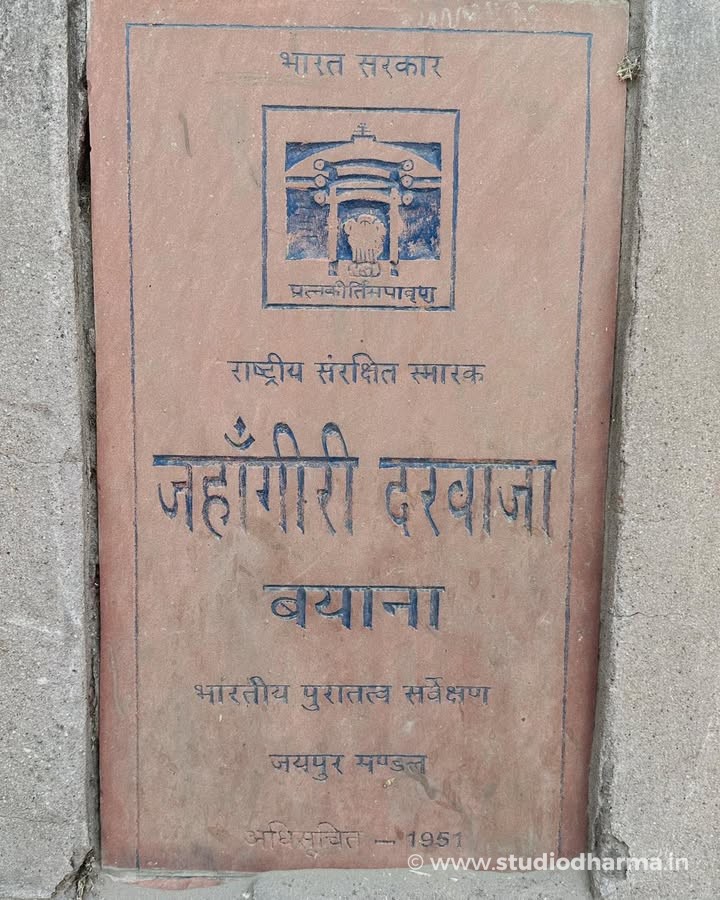 भारत सरकार
प्रत्नकीर्तिमपावृणु
राष्ट्रीय संरक्षित स्मारक
जहाँगीरी दरवाजा
बयाना
भारतीय पुरातत्व सर्वेक्षण
जयपुर मण्डल
अधिसुचित – 1951
© www.studiodharma.in